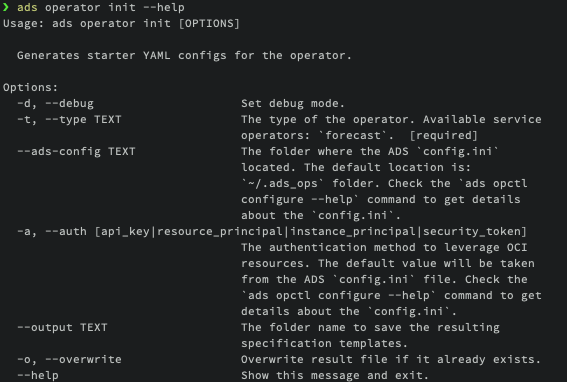 ❯ ads operator init --help
Usage: ads operator init [OPTIONS]

  Generates starter YAML configs for the operator.

Options:
  -d, --debug                     Set debug mode.
  -t, --type TEXT                 The type of the operator. Available service
                                  operators: `forecast`.  [required]
  --ads-config TEXT               The folder where the ADS `config.ini`
                                  located. The default location is:
                                  `~/.ads_ops` folder. Check the `ads opctl
                                  configure --help` command to get details
                                  about the `config.ini`.
  -a, --auth [api_key|resource_principal|instance_principal|security_token]
                                  The authentication method to leverage OCI
                                  resources. The default value will be taken
                                  from the ADS `config.ini` file. Check the
                                  `ads opctl configure --help` command to get
                                  details about the `config.ini`.
  --output TEXT                   The folder name to save the resulting
                                  specification templates.
  -o, --overwrite                 Overwrite result file if it already exists.
  --help                          Show this message and exit.